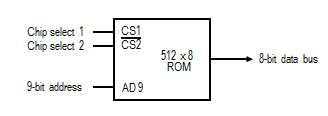 Chip select 1
Chip select 2
CS1
CS2
512 x 8
ROM
8-bit data bus
9-bit address
AD 9